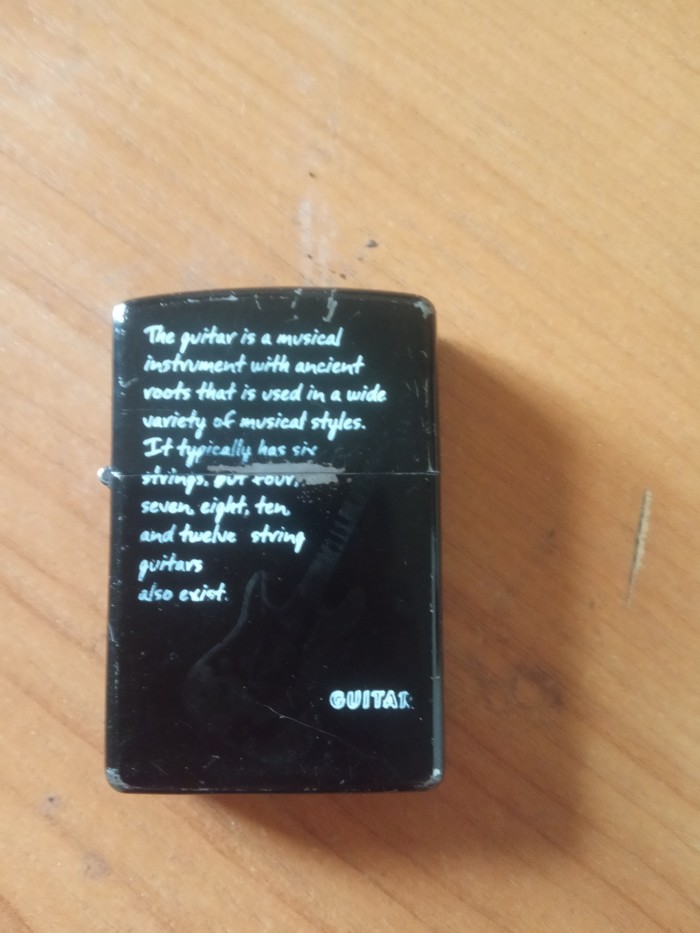 The guitar is a musical
instrument with ancient
roots that is used in a wide
variety of musical styles.
It typically has six
strings, but four,
seven, eight, ten,
and twelve string
guitars
also exist.
GUITAR